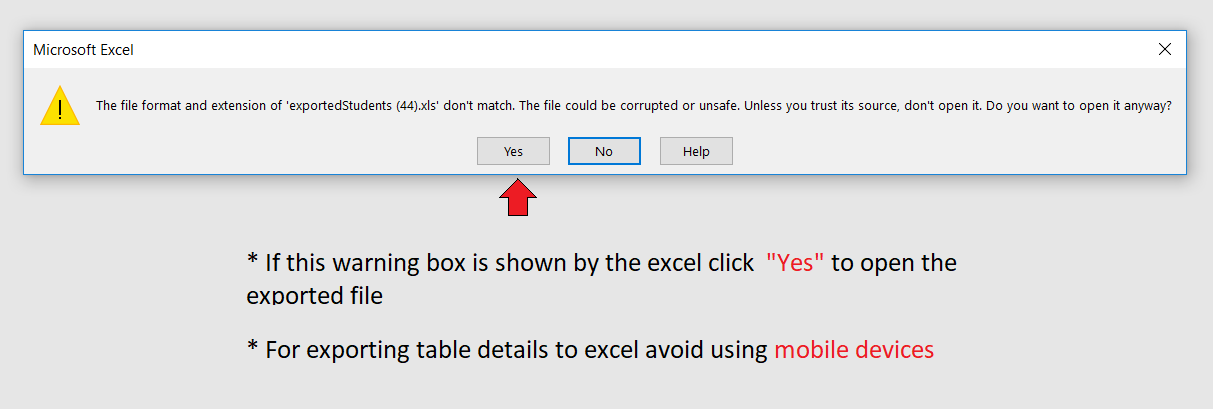 Microsoft Excel
The file format and extension of 'exportedStudents (44).xls' don't match. The file could be corrupted or unsafe. Unless you trust its source, don't open it. Do you want to open it anyway?
Yes No Help
* If this warning box is shown by the excel click "Yes" to open the
exported file
* For exporting table details to excel avoid using mobile devices